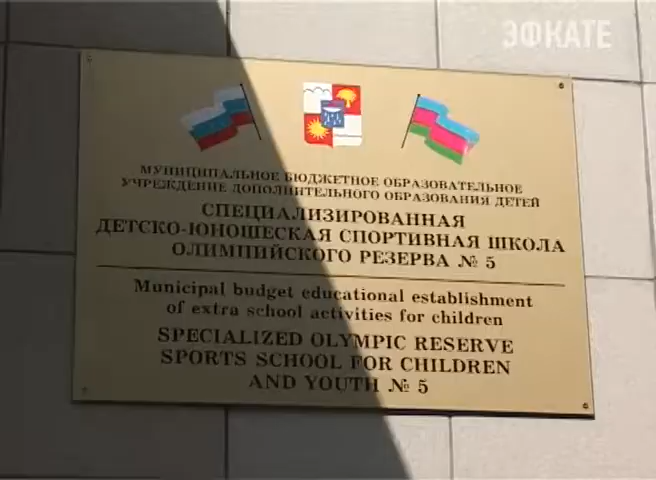 ЭФКАТЕ
МУНИЦИПАЛЬНОЕ БЮДЖЕТНОЕ ОБРАЗОВАТЕЛЬНОЕ
УЧРЕЖДЕНИЕ ДОПОЛНИТЕЛЬНОГО ОБРАЗОВАНИЯ ДЕТЕЙ
СПЕЦИАЛИЗИРОВАННАЯ
ДЕТСКО-ЮНОШЕСКАЯ СПОРТИВНАЯ ШКОЛА
ОЛИМПИЙСКОГО РЕЗЕРВА № 5
Municipal budget educational establishment
of extra school activities for children
SPECIALIZED OLYMPIC RESERVE
SPORTS SCHOOL FOR CHILDREN
AND YOUTH № 5